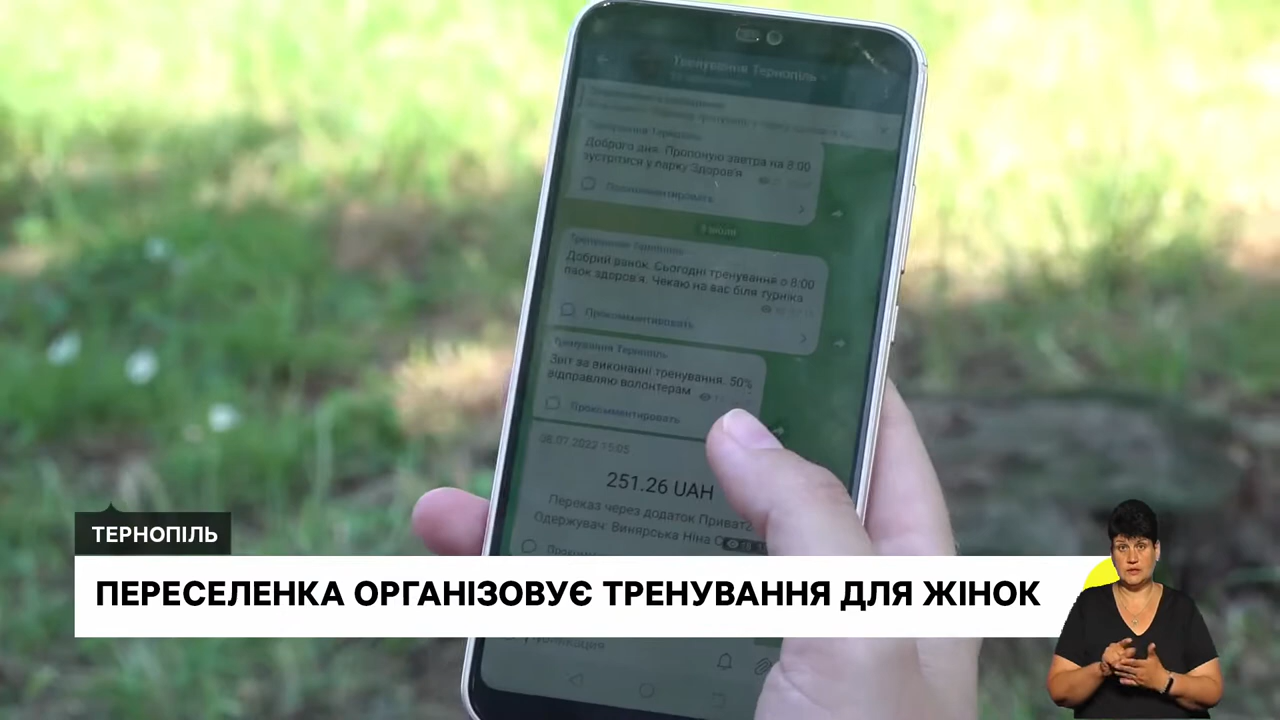 Тренування Тернопіль
Тренування Тернопіль
Доброго дня. Пропоную завтра на 8:00
зустрітися у парку Здоров'я
Прокомментировать
Тренування Тернопіль
Добрий ранок. Сьогодні тренування о 8:00
парк здоров'я. Чекаю на вас біля турніка
Прокомментировать
Тренування Тернопіль
Звіт за виконанні тренування. 50%
відправляю волонтерам
Прокомментировать
08.07.2022 15:05
251.26 UAH
Переказ через додаток Приват2
Одержувач: Винярська Ніна
ТЕРНОПІЛЬ
ПЕРЕСЕЛЕНКА ОРГАНІЗОВУЄ ТРЕНУВАННЯ ДЛЯ ЖІНОК